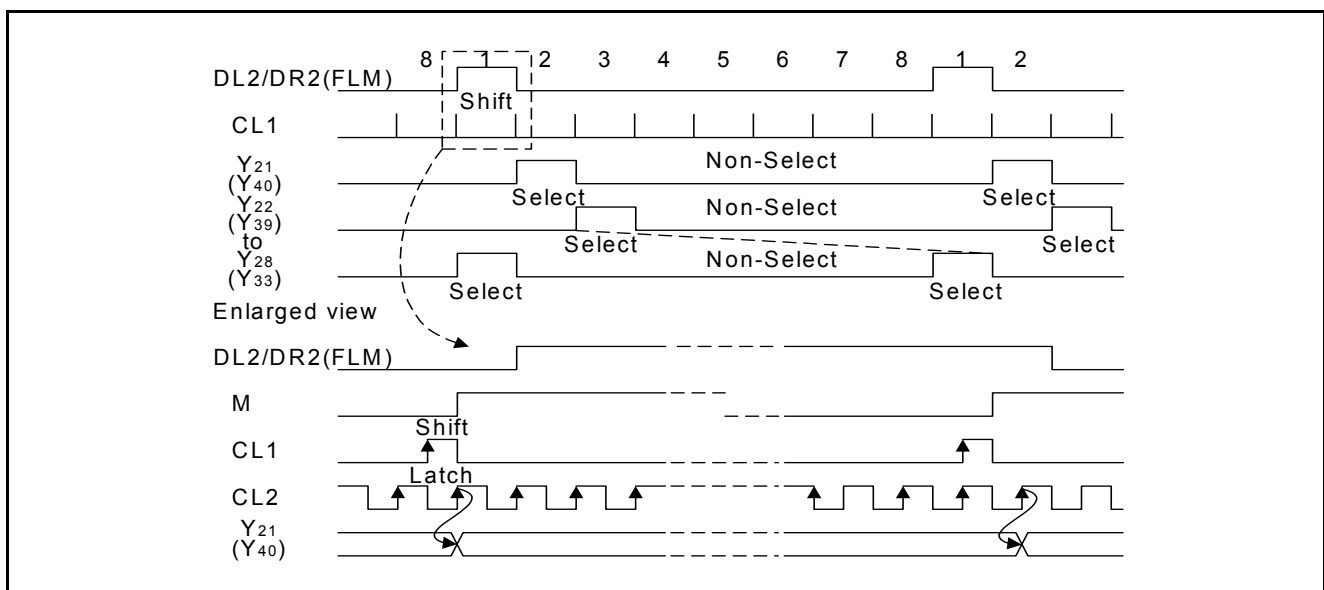 8 1 2 3 4 5 6 7 8 1 2
DL2/DR2(FLM)
Shift
CL1
Y21
(Y40)
Non-Select
Select
Select
Y22
(Y39)
Non-Select
Select
Select
to
Y28
(Y33)
Non-Select
Select
Select
Enlarged view
DL2/DR2(FLM)
M
Shift
CL1
Latch
CL2
Y21
(Y40)